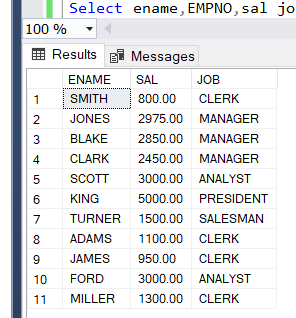 Select ename,EMPNO,sal jo
100 %
Results Messages
ENAME SAL JOB
1 SMITH 800.00 CLERK
2 JONES 2975.00 MANAGER
3 BLAKE 2850.00 MANAGER
4 CLARK 2450.00 MANAGER
5 SCOTT 3000.00 ANALYST
6 KING 5000.00 PRESIDENT
7 TURNER 1500.00 SALESMAN
8 ADAMS 1100.00 CLERK
9 JAMES 950.00 CLERK
10 FORD 3000.00 ANALYST
11 MILLER 1300.00 CLERK